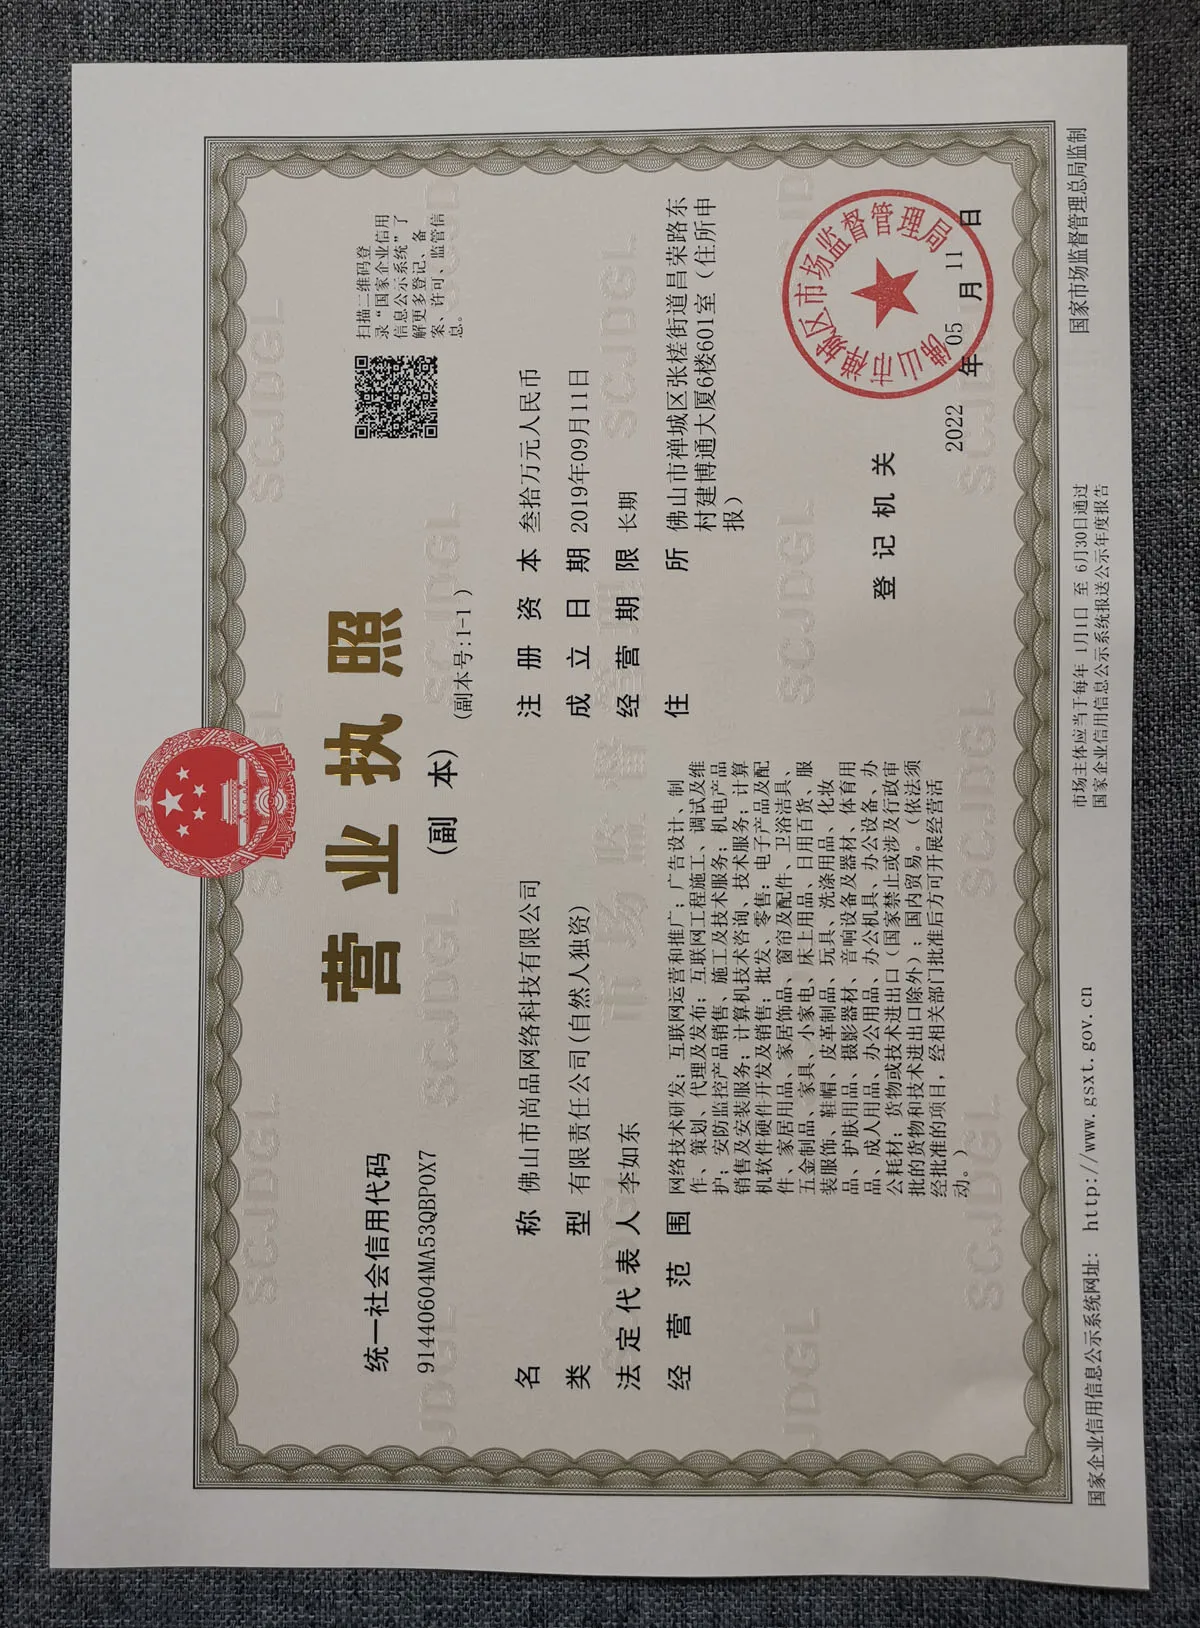 统一社会信用代码
91440604MA53QBP0X7
营业执照
(副 本)
(副本号:1-1)
扫描二维码登
录“国家企业信用
信息公示系统”了
解更多登记、备
案、许可、监管信
息。
名 称 佛山市尚品网络科技有限公司
类 型 有限责任公司(自然人独资)
法定代表人 李如东
经营范围 网络技术研发；互联网运营和推广；广告设计、制
作、策划、代理及发布；互联网工程施工、调试及维
护；安防监控产品销售、施工及技术服务；机电产品
销售及安装服务；计算机技术咨询、技术服务；计算
机软件硬件开发及销售；批发、零售：电子产品及配
件、家居用品、家居饰品、窗帘及配件、卫浴洁具、
五金制品、家具、小家电、床上用品、日用百货、服
装服饰、鞋帽、皮革制品、玩具、洗涤用品、化妆
品、护肤用品、摄影器材、音响设备及器材、体育用
品、成人用品、办公用品、办公机具、办公设备、办
公耗材；货物或技术进出口（国家禁止或涉及行政审
批的货物和技术进出口除外）；国内贸易。（依法须
经批准的项目，经相关部门批准后方可开展经营活
动。）
注册资本 叁拾万元人民币
成立日期 2019年09月11日
经营期限 长期
住 所 佛山市禅城区张槎街道昌荣路东
村建博通大厦6楼601室（住所申
报）
登记机关
佛山市禅城区市场监督管理局
2022 年 05 月 11 日
国家企业信用信息公示系统网址: http://www.gsxt.gov.cn
市场主体应当于每年 1月1日 至 6月30日通过
国家企业信用信息公示系统报送公示年度报告
国家市场监督管理总局监制